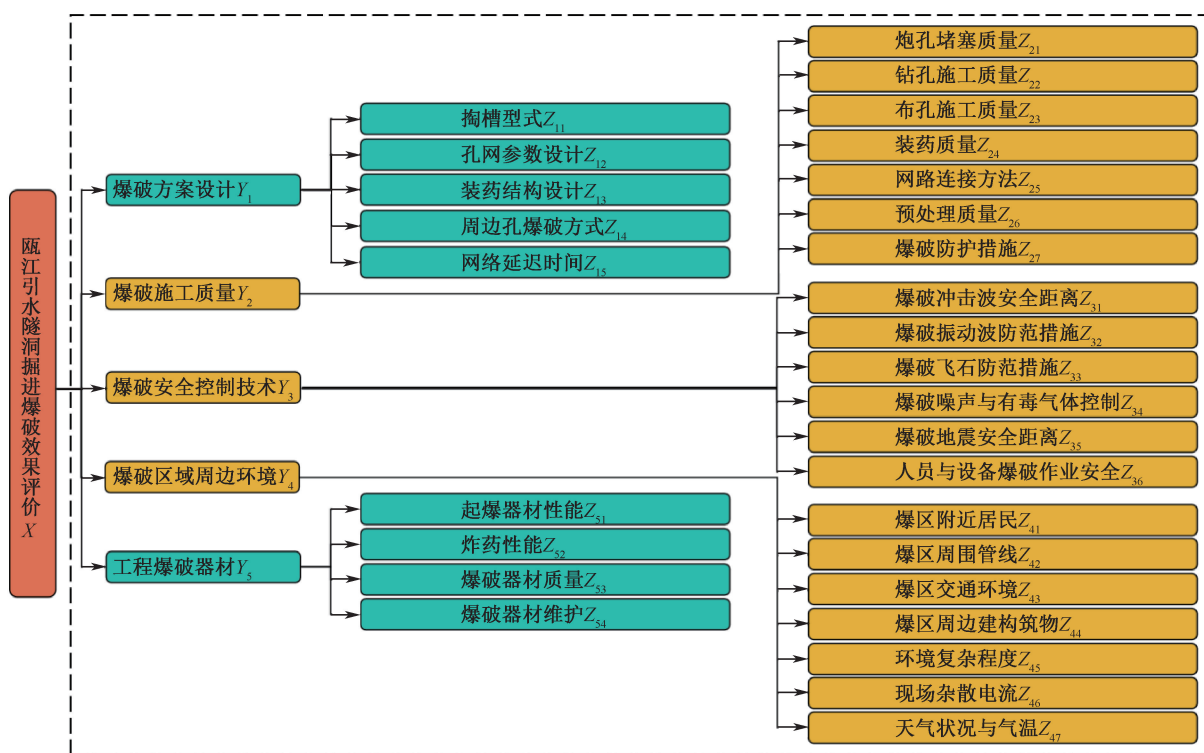 瓯江引水隧洞掘进爆破效果评价X
爆破方案设计Y₁
掏槽型式Z₁₁
孔网参数设计Z₁₂
装药结构设计Z₁₃
周边孔爆破方式Z₁₄
网络延迟时间Z₁₅
爆破施工质量Y₂
炮孔堵塞质量Z₂₁
钻孔施工质量Z₂₂
布孔施工质量Z₂₃
装药质量Z₂₄
网路连接方法Z₂₅
预处理质量Z₂₆
爆破防护措施Z₂₇
爆破安全控制技术Y₃
爆破冲击波安全距离Z₃₁
爆破振动波防范措施Z₃₂
爆破飞石防范措施Z₃₃
爆破噪声与有毒气体控制Z₃₄
爆破地震安全距离Z₃₅
人员与设备爆破作业安全Z₃₆
爆破区域周边环境Y₄
爆区附近居民Z₄₁
爆区周围管线Z₄₂
爆区交通环境Z₄₃
爆区周边建构筑物Z₄₄
环境复杂程度Z₄₅
现场杂散电流Z₄₆
天气状况与气温Z₄₇
工程爆破器材Y₅
起爆器材性能Z₅₁
炸药性能Z₅₂
爆破器材质量Z₅₃
爆破器材维护Z₅₄